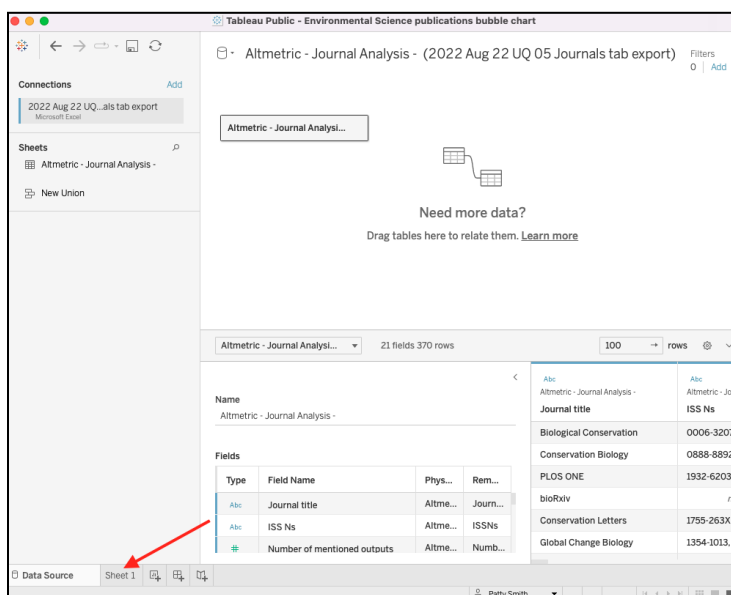 Tableau Public - Environmental Science publications bubble chart
Connections Add
2022 Aug 22 UQ...als tab export
Microsoft Excel
Sheets
Altmetric - Journal Analysis -
New Union
Altmetric - Journal Analysis - (2022 Aug 22 UQ 05 Journals tab export)
Filters
0 | Add
Altmetric - Journal Analysi...
Need more data?
Drag tables here to relate them. Learn more
Altmetric - Journal Analysi... 21 fields 370 rows 100 → rows
Name
Altmetric - Journal Analysis -
Fields
Type Field Name Phys... Rem...
Abc Journal title Altme... Journ...
Abc ISS Ns Altme... ISSNs
# Number of mentioned outputs Altme... Numb...
Abc Abc
Altmetric - Journal Analysis - Altmetric - Jo
Journal title ISS Ns
Biological Conservation 0006-3207
Conservation Biology 0888-8892
PLOS ONE 1932-6203
bioRxiv
Conservation Letters 1755-263X
Global Change Biology 1354-1013,
Data Source Sheet 1
Patty Smith